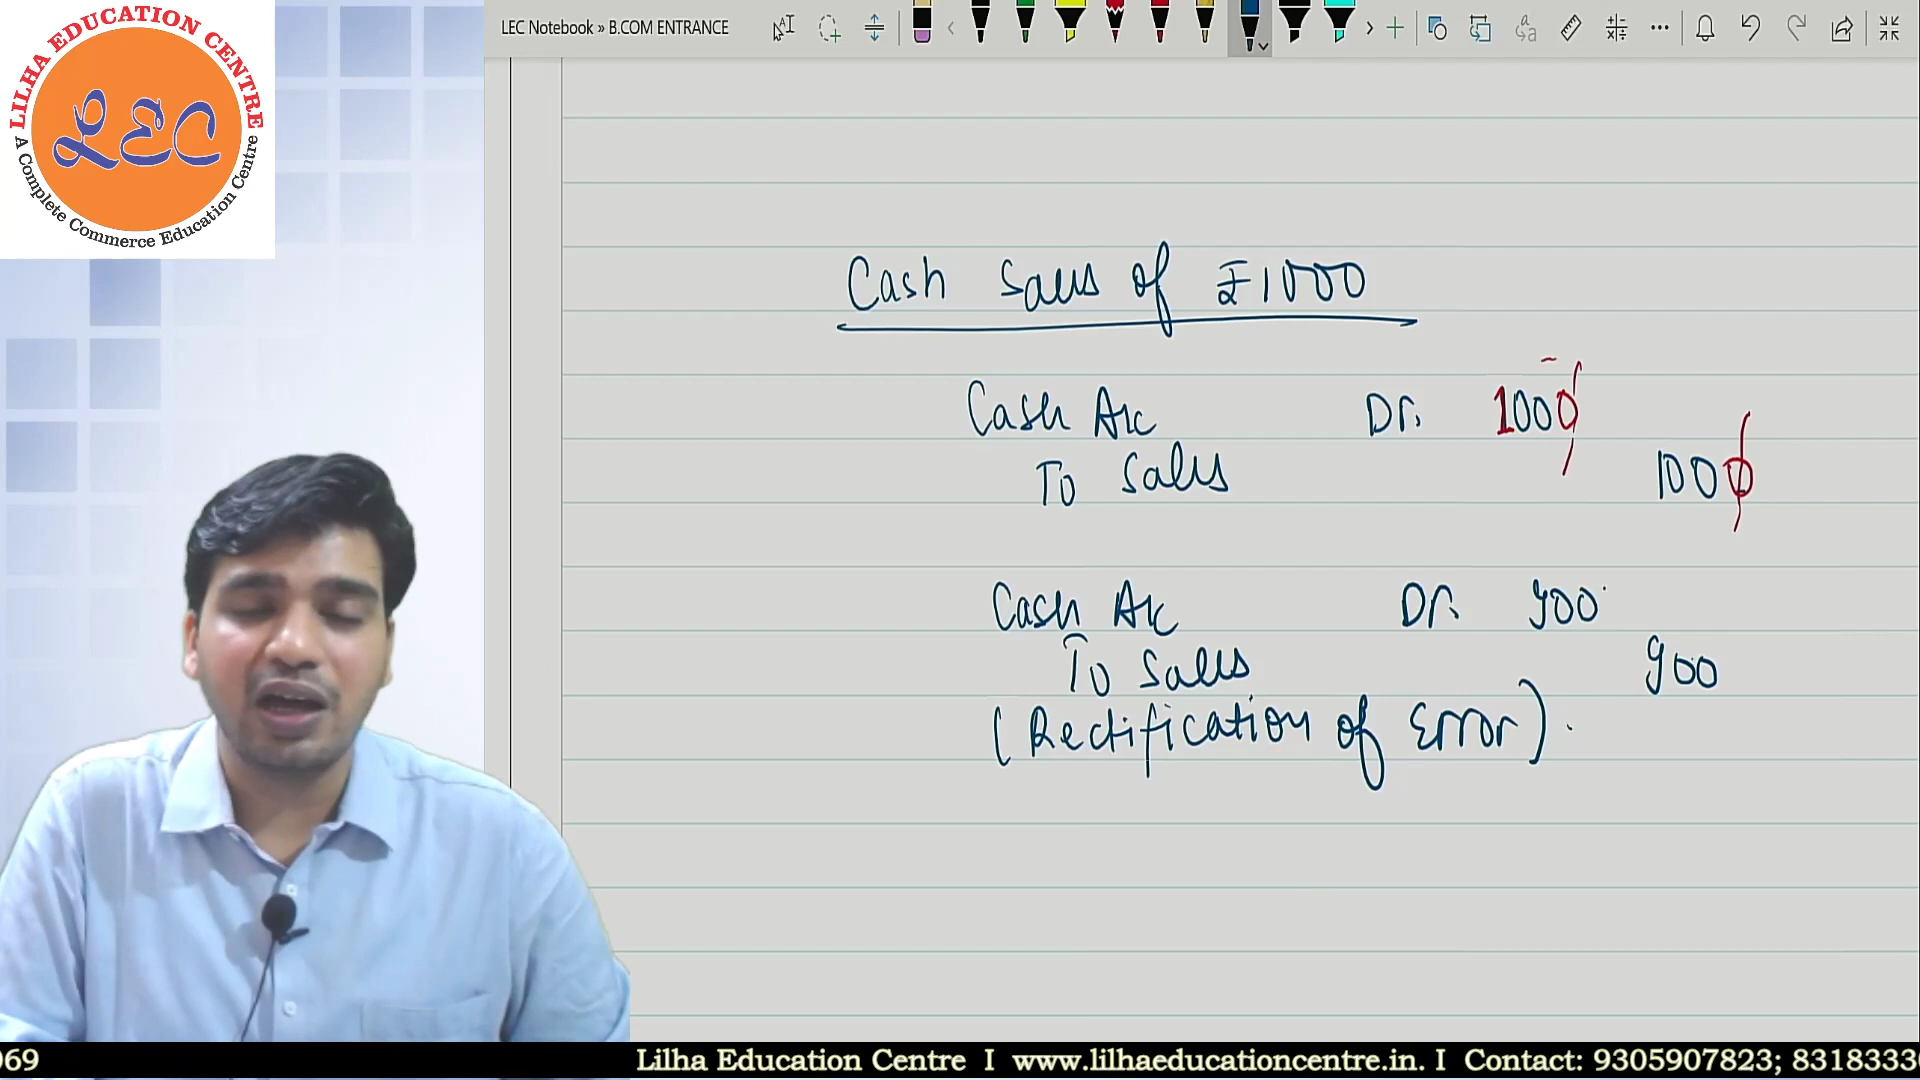 LILHA EDUCATION CENTRE
LEC
A Complete Commerce Education Centre
LEC Notebook » B.COM ENTRANCE
Cash Sales of ₹1000
Cash A/c Dr. 1000
To Sales 1000
Cash A/c Dr. 900
To Sales 900
(Rectification of Error).
069 Lilha Education Centre I www.lilhaeducationcentre.in. I Contact: 9305907823; 8318333